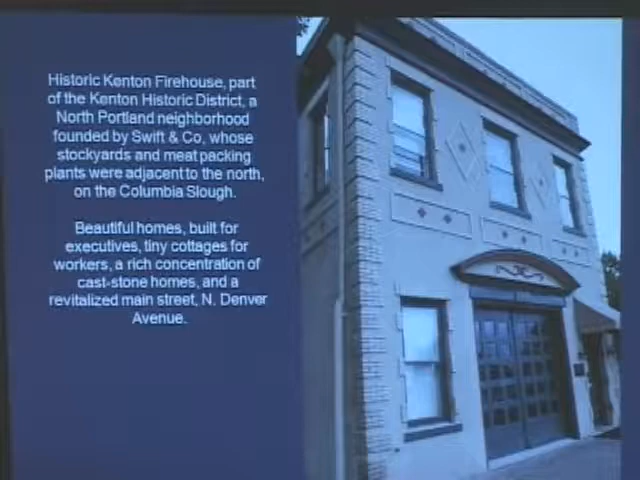 Historic Kenton Firehouse, part
of the Kenton Historic District, a
North Portland neighborhood
founded by Swift & Co, whose
stockyards and meat packing
plants were adjacent to the north,
on the Columbia Slough.
Beautiful homes, built for
executives, tiny cottages for
workers, a rich concentration of
cast-stone homes, and a
revitalized main street, N. Denver
Avenue.